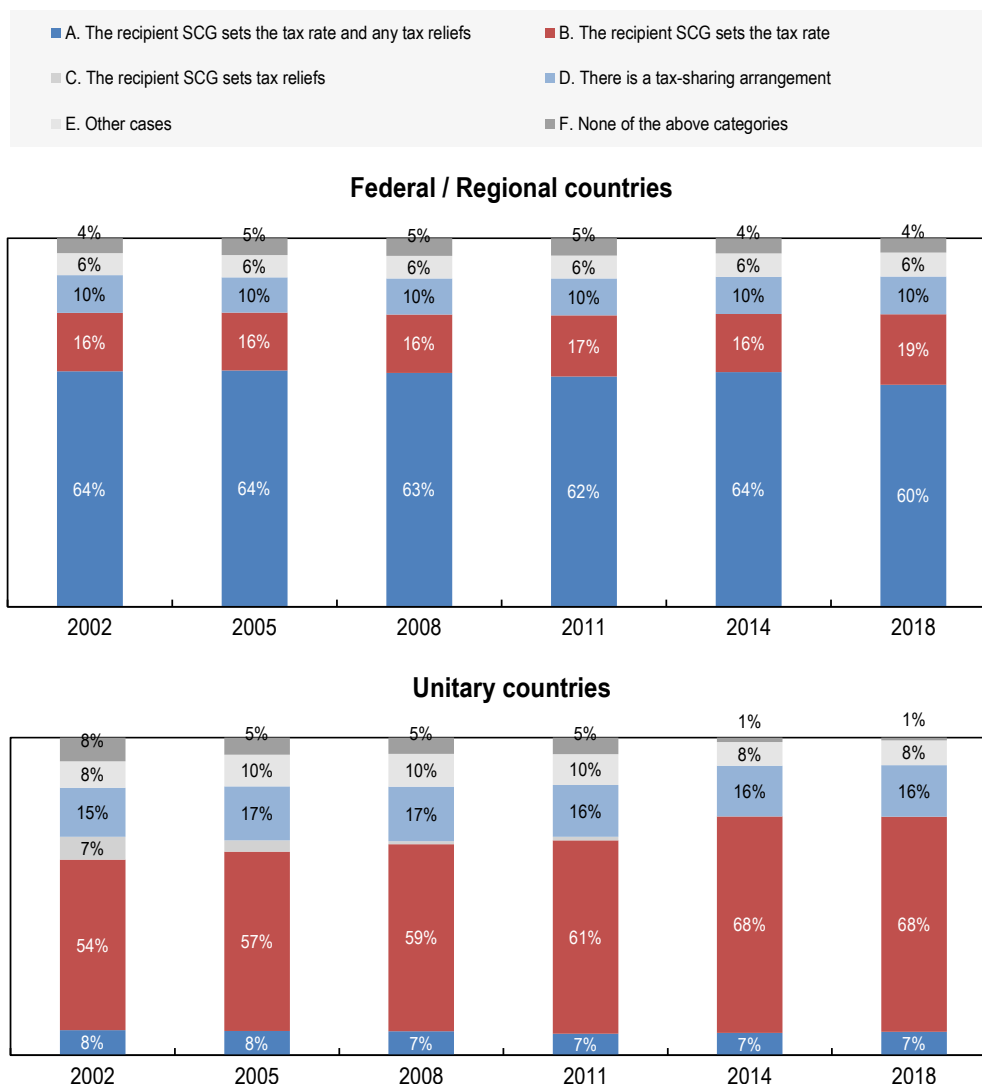 A. The recipient SCG sets the tax rate and any tax reliefs B. The recipient SCG sets the tax rate
C. The recipient SCG sets tax reliefs D. There is a tax-sharing arrangement
E. Other cases F. None of the above categories
Federal / Regional countries
4% 5% 5% 5% 4% 4%
6% 6% 6% 6% 6% 6%
10% 10% 10% 10% 10% 10%
16% 16% 16% 17% 16% 19%
64% 64% 63% 62% 64% 60%
2002 2005 2008 2011 2014 2018
Unitary countries
8% 5% 5% 5% 1% 1%
8% 10% 10% 10% 8% 8%
15% 17% 17% 16% 16% 16%
7%
54% 57% 59% 61% 68% 68%
8% 8% 7% 7% 7% 7%
2002 2005 2008 2011 2014 2018